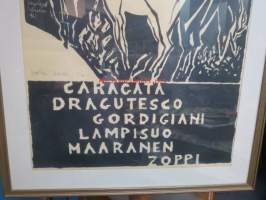 CARAGATA
DRAGUTESCO
GORDIGIANI
LAMPISUO
MAARANEN
ZOPPI